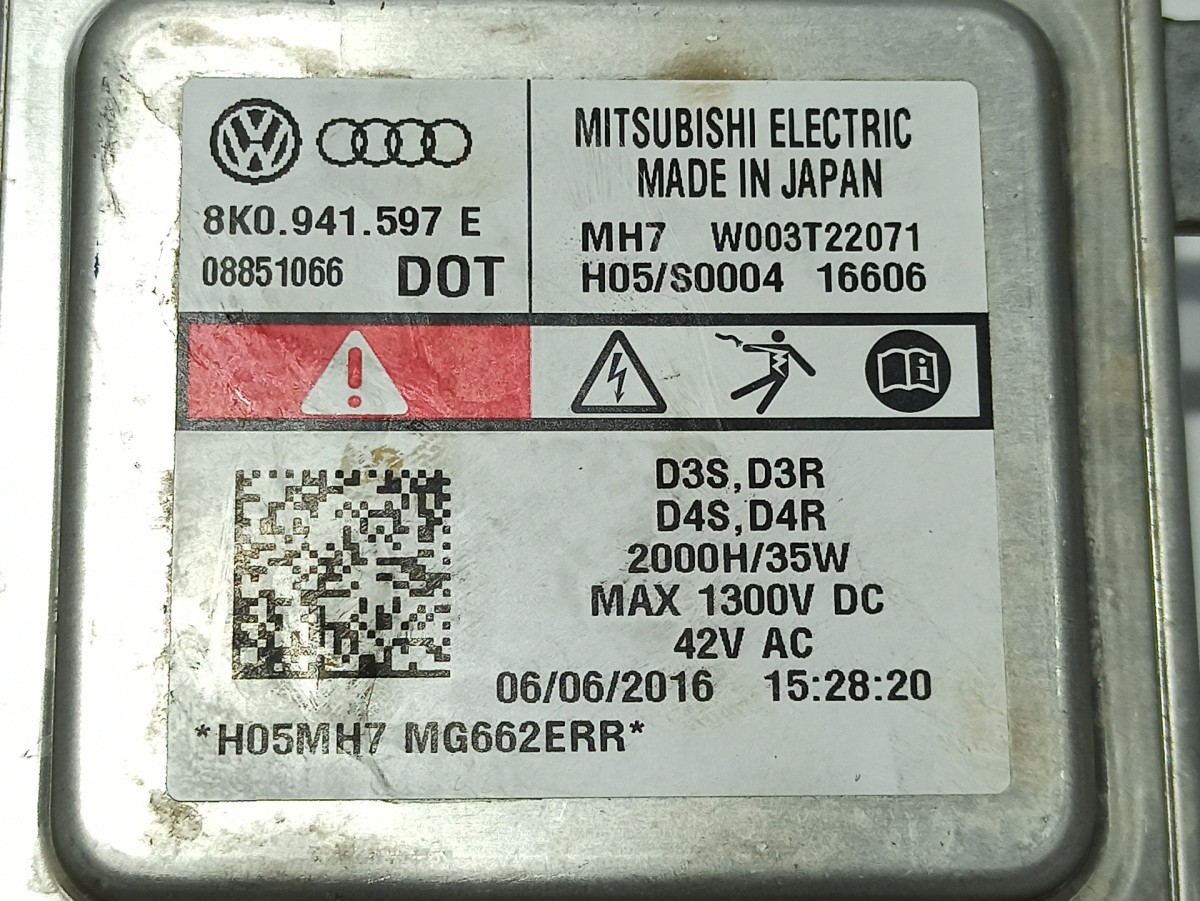 8K0.941.597 E
08851066 DOT
MITSUBISHI ELECTRIC
MADE IN JAPAN
MH7 W003T22071
H05/S0004 16606
D3S,D3R
D4S,D4R
2000H/35W
MAX 1300V DC
42V AC
06/06/2016 15:28:20
*H05MH7 MG662ERR*